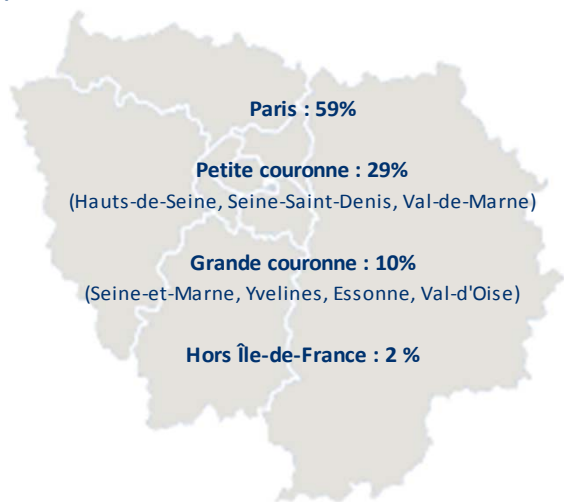 Paris : 59%
Petite couronne : 29%
(Hauts-de-Seine, Seine-Saint-Denis, Val-de-Marne)
Grande couronne : 10%
(Seine-et-Marne, Yvelines, Essonne, Val-d'Oise)
Hors Île-de-France : 2 %